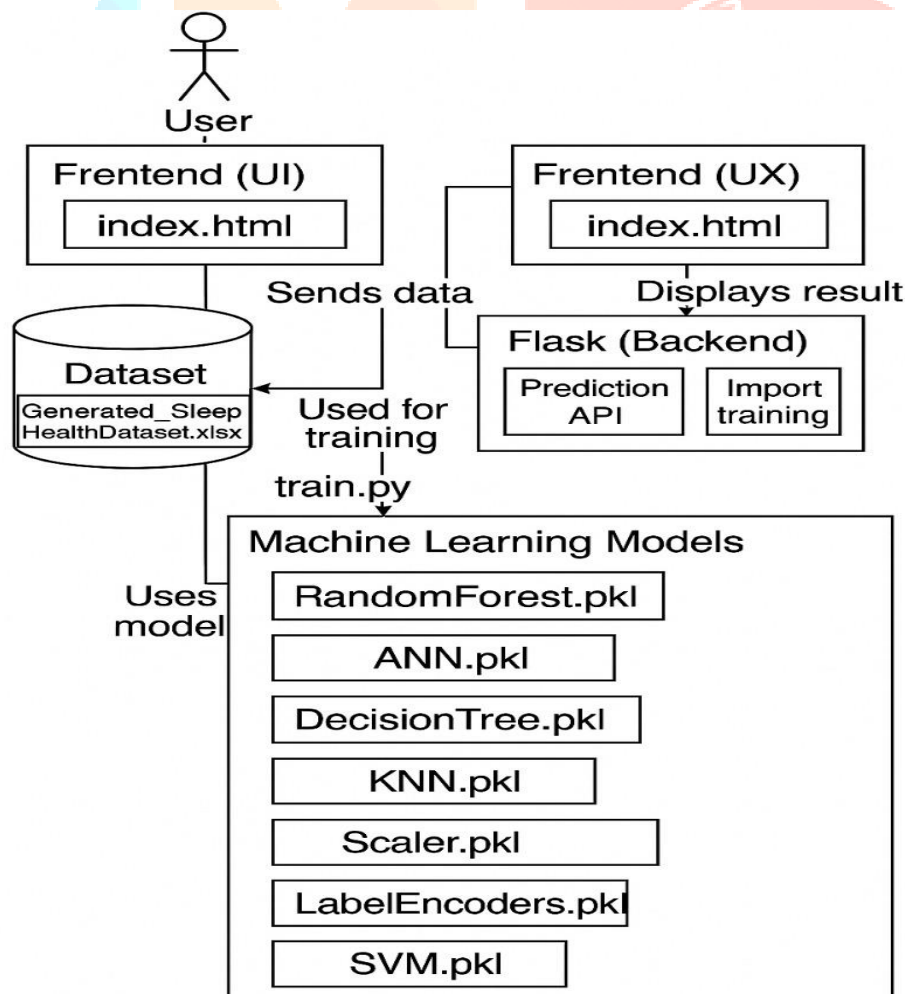 User
Frentend (UI)
index.html
Frentend (UX)
index.html
Sends data
Displays result
Dataset
Generated_Sleep
HealthDataset.xlsx
Used for
training
train.py
Flask (Backend)
Prediction
API
Import
training
Uses
model
Machine Learning Models
RandomForest.pkl
ANN.pkl
DecisionTree.pkl
KNN.pkl
Scaler.pkl
LabelEncoders.pkl
SVM.pkl